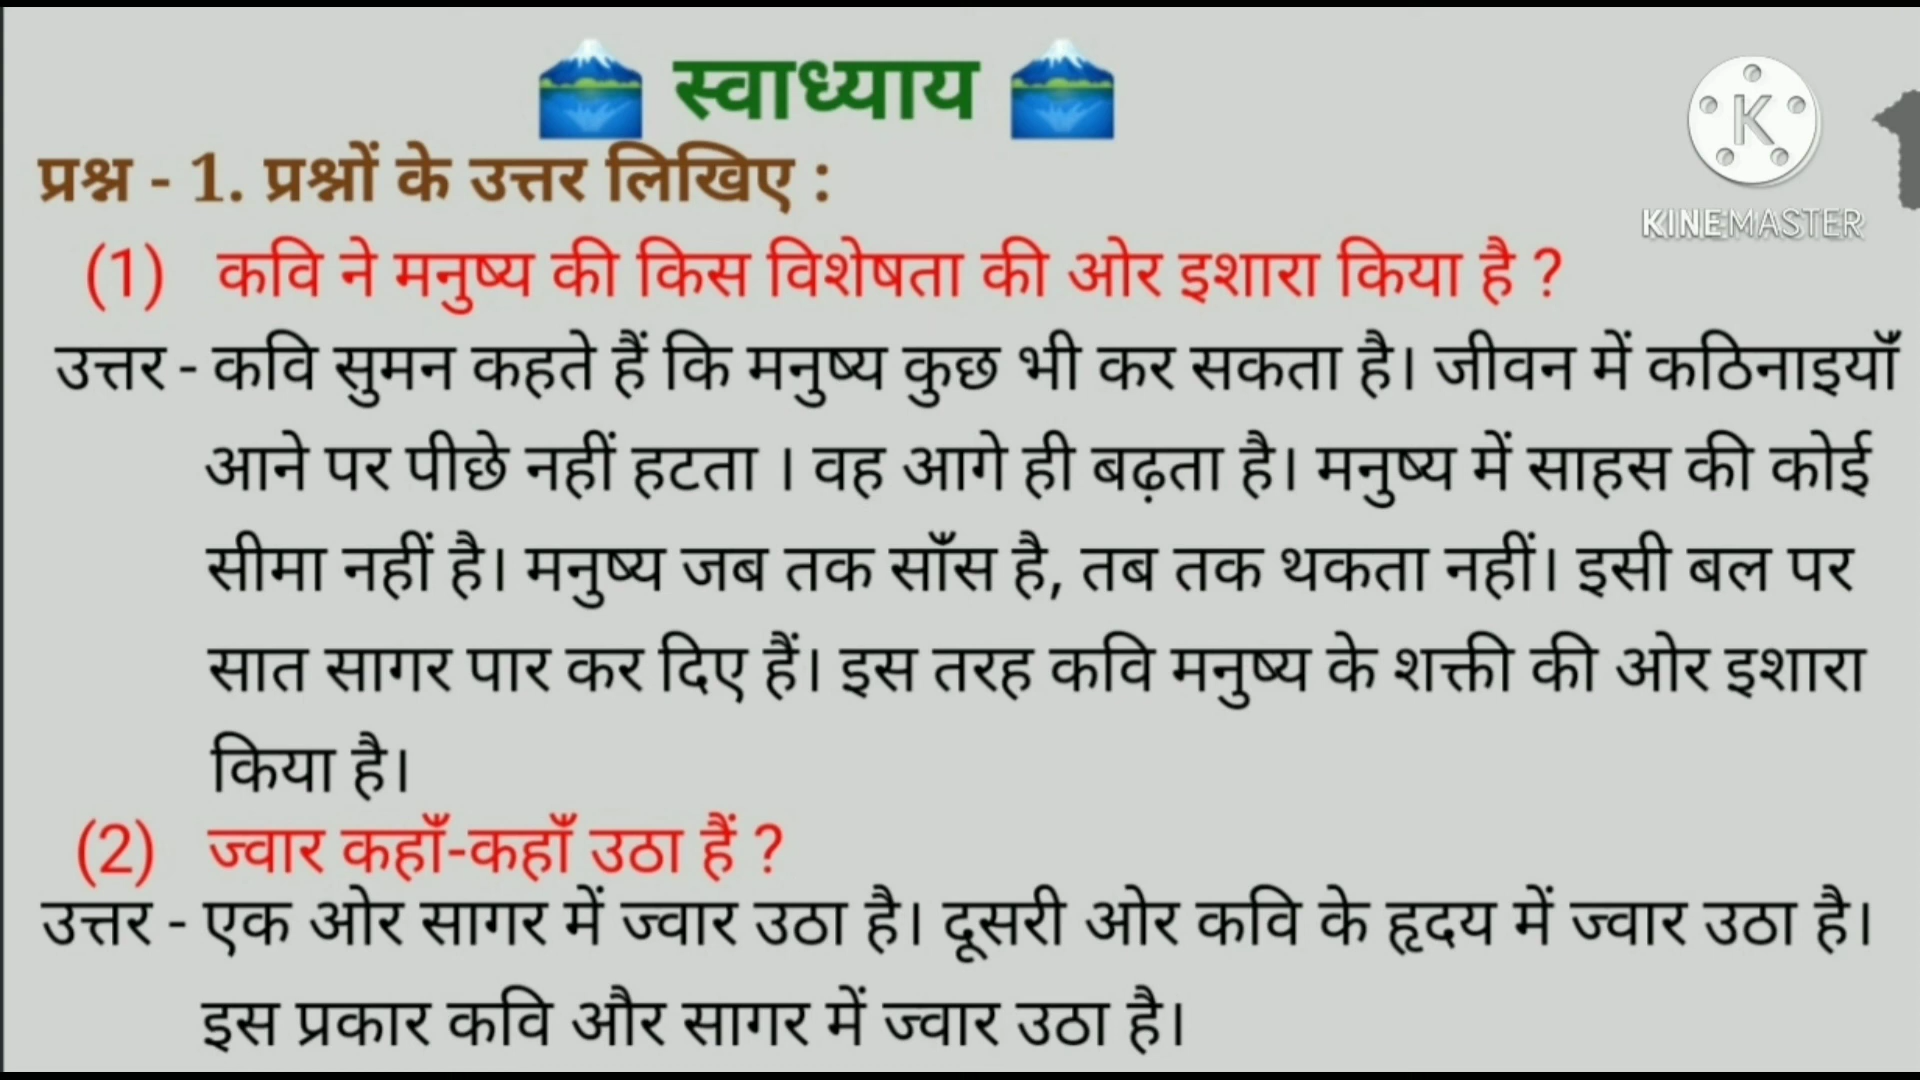 स्वाध्याय
प्रश्न - 1. प्रश्नों के उत्तर लिखिए :
(1) कवि ने मनुष्य की किस विशेषता की ओर इशारा किया है ?
उत्तर - कवि सुमन कहते हैं कि मनुष्य कुछ भी कर सकता है। जीवन में कठिनाइयाँ
आने पर पीछे नहीं हटता । वह आगे ही बढ़ता है। मनुष्य में साहस की कोई
सीमा नहीं है। मनुष्य जब तक साँस है, तब तक थकता नहीं। इसी बल पर
सात सागर पार कर दिए हैं। इस तरह कवि मनुष्य के शक्ती की ओर इशारा
किया है।
(2) ज्वार कहाँ-कहाँ उठा हैं ?
उत्तर - एक ओर सागर में ज्वार उठा है। दूसरी ओर कवि के हृदय में ज्वार उठा है।
इस प्रकार कवि और सागर में ज्वार उठा है।
K
KINEMASTER